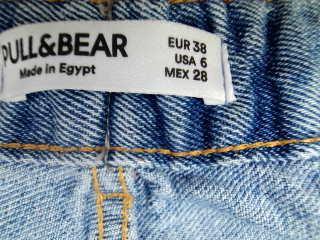 PULL&BEAR
Made in Egypt
EUR 38
USA 6
MEX 28